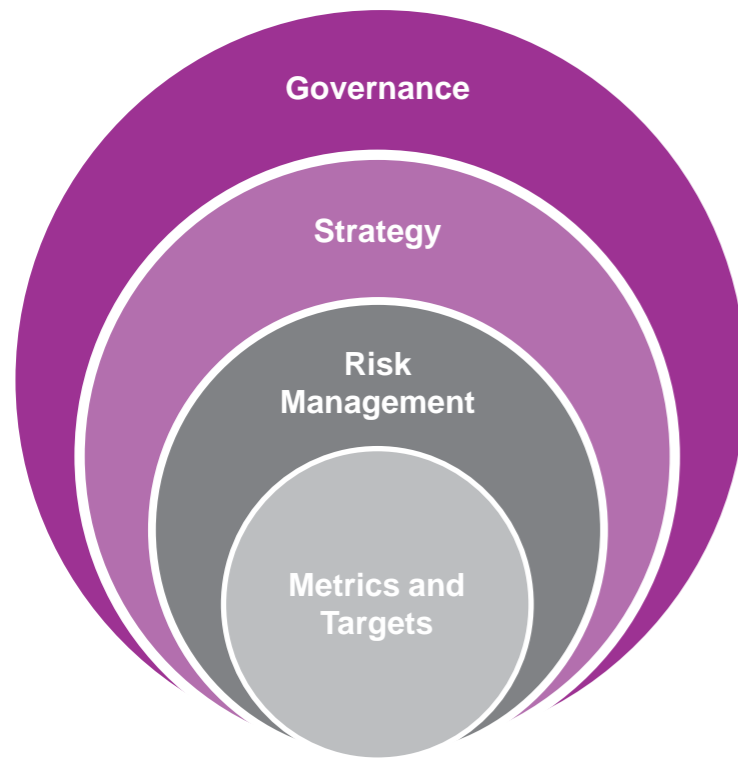 Governance
Strategy
Risk
Management
Metrics and
Targets